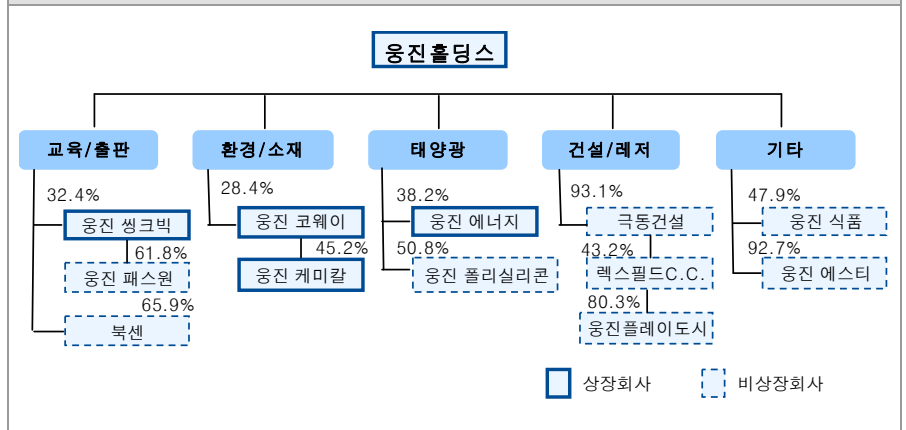 웅진홀딩스
교육/출판
환경/소재
태양광
건설/레저
기타
32.4%
28.4%
38.2%
93.1%
47.9%
웅진 씽크빅
웅진 코웨이
웅진 에너지
극동건설
웅진 식품
61.8%
45.2%
50.8%
43.2%
92.7%
웅진 패스원
웅진 케미칼
웅진 폴리실리콘
렉스필드C.C.
웅진 에스티
65.9%
80.3%
북센
웅진플레이도시
상장회사
비상장회사